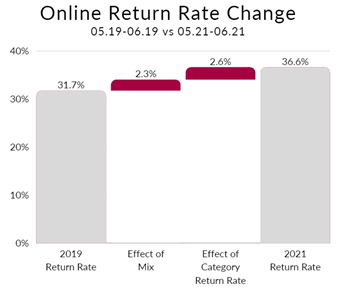 Online Return Rate Change
05.19-06.19 vs 05.21-06.21
40%
30%
20%
10%
0%
31.7%
2.3%
2.6%
36.6%
2019
Return Rate
Effect of
Mix
Effect of
Category
Return Rate
2021
Return Rate